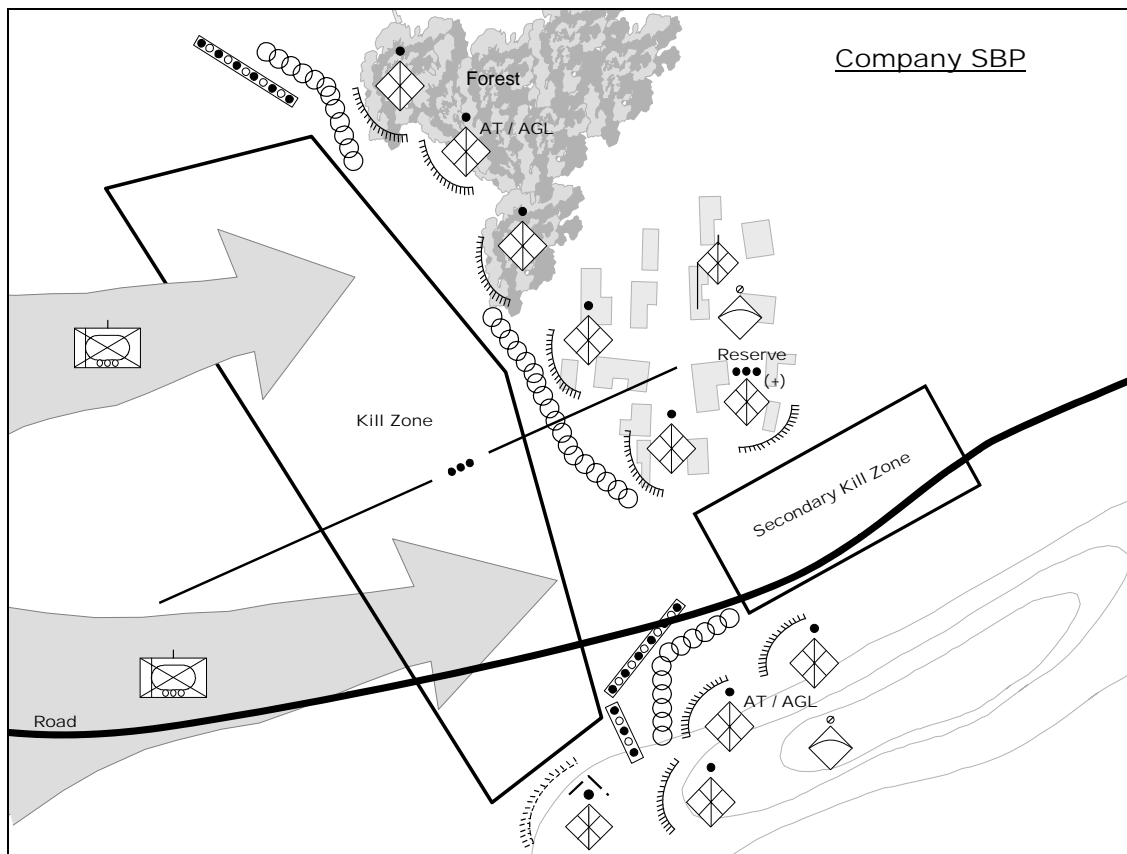 Company SBP
Forest
AT / AGL
Reserve
(+)
Kill Zone
Secondary Kill Zone
AT / AGL
Road